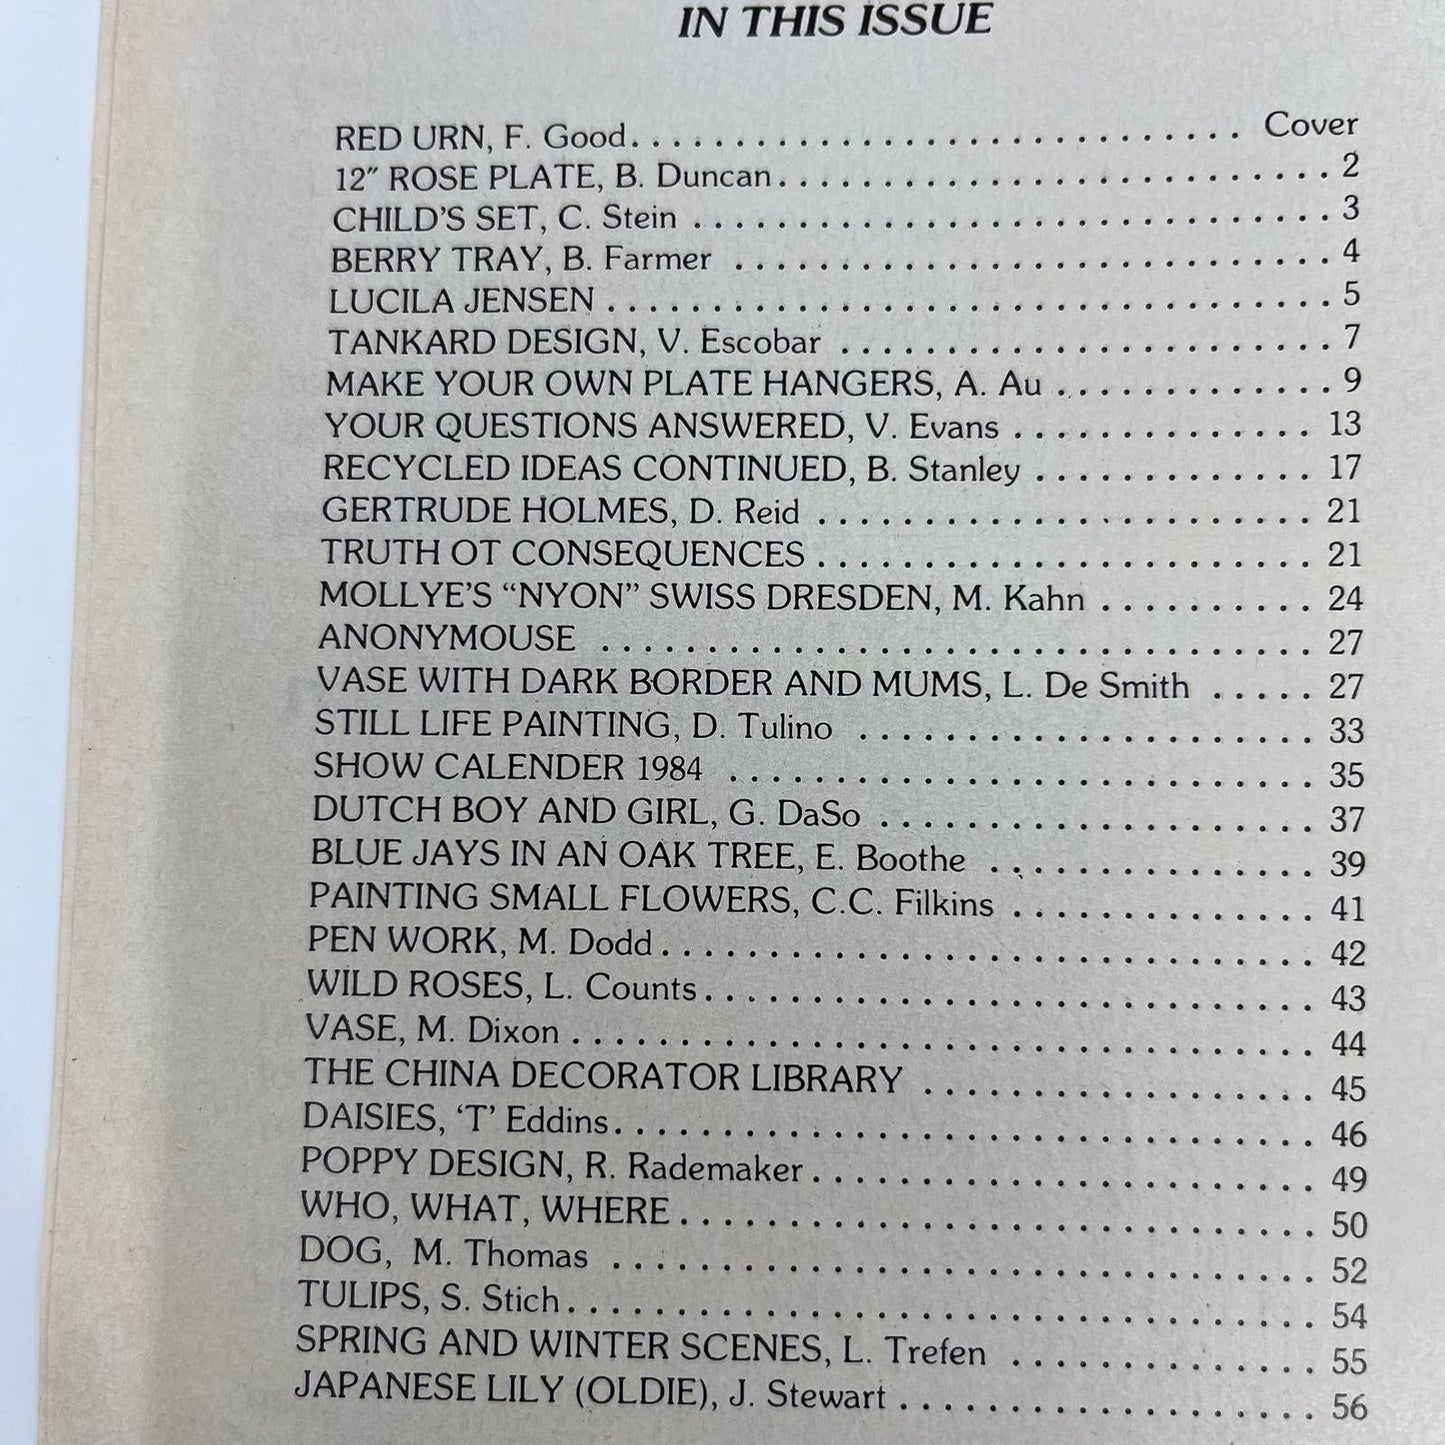 IN THIS ISSUE
RED URN, F. Good. . . . . . . . . . . . . . . . . . . . . . . Cover
12″ ROSE PLATE, B. Duncan. . . . . . . . . . . . . . . . . . . . 2
CHILD'S SET, C. Stein . . . . . . . . . . . . . . . . . . . . . . . 3
BERRY TRAY, B. Farmer . . . . . . . . . . . . . . . . . . . . . . 4
LUCILA JENSEN . . . . . . . . . . . . . . . . . . . . . . . . . . 5
TANKARD DESIGN, V. Escobar . . . . . . . . . . . . . . . . . . 7
MAKE YOUR OWN PLATE HANGERS, A. Au . . . . . . . . . . 9
YOUR QUESTIONS ANSWERED, V. Evans . . . . . . . . . . . 13
RECYCLED IDEAS CONTINUED, B. Stanley . . . . . . . . . . 17
GERTRUDE HOLMES, D. Reid . . . . . . . . . . . . . . . . . . 21
TRUTH OT CONSEQUENCES . . . . . . . . . . . . . . . . . . 21
MOLLYE'S “NYON” SWISS DRESDEN, M. Kahn . . . . . . . . 24
ANONYMOUSE . . . . . . . . . . . . . . . . . . . . . . . . . . 27
VASE WITH DARK BORDER AND MUMS, L. De Smith . . . . . 27
STILL LIFE PAINTING, D. Tulino . . . . . . . . . . . . . . . . . 33
SHOW CALENDER 1984 . . . . . . . . . . . . . . . . . . . . . 35
DUTCH BOY AND GIRL, G. DaSo . . . . . . . . . . . . . . . . 37
BLUE JAYS IN AN OAK TREE, E. Boothe . . . . . . . . . . . . 39
PAINTING SMALL FLOWERS, C.C. Filkins . . . . . . . . . . . 41
PEN WORK, M. Dodd . . . . . . . . . . . . . . . . . . . . . . . 42
WILD ROSES, L. Counts . . . . . . . . . . . . . . . . . . . . . . 43
VASE, M. Dixon . . . . . . . . . . . . . . . . . . . . . . . . . . . 44
THE CHINA DECORATOR LIBRARY . . . . . . . . . . . . . . 45
DAISIES, ‘T’ Eddins. . . . . . . . . . . . . . . . . . . . . . . . . 46
POPPY DESIGN, R. Rademaker . . . . . . . . . . . . . . . . . . 49
WHO, WHAT, WHERE . . . . . . . . . . . . . . . . . . . . . . . 50
DOG, M. Thomas . . . . . . . . . . . . . . . . . . . . . . . . . . 52
TULIPS, S. Stich . . . . . . . . . . . . . . . . . . . . . . . . . . . 54
SPRING AND WINTER SCENES, L. Trefen . . . . . . . . . . . 55
JAPANESE LILY (OLDIE), J. Stewart . . . . . . . . . . . . . . . 56